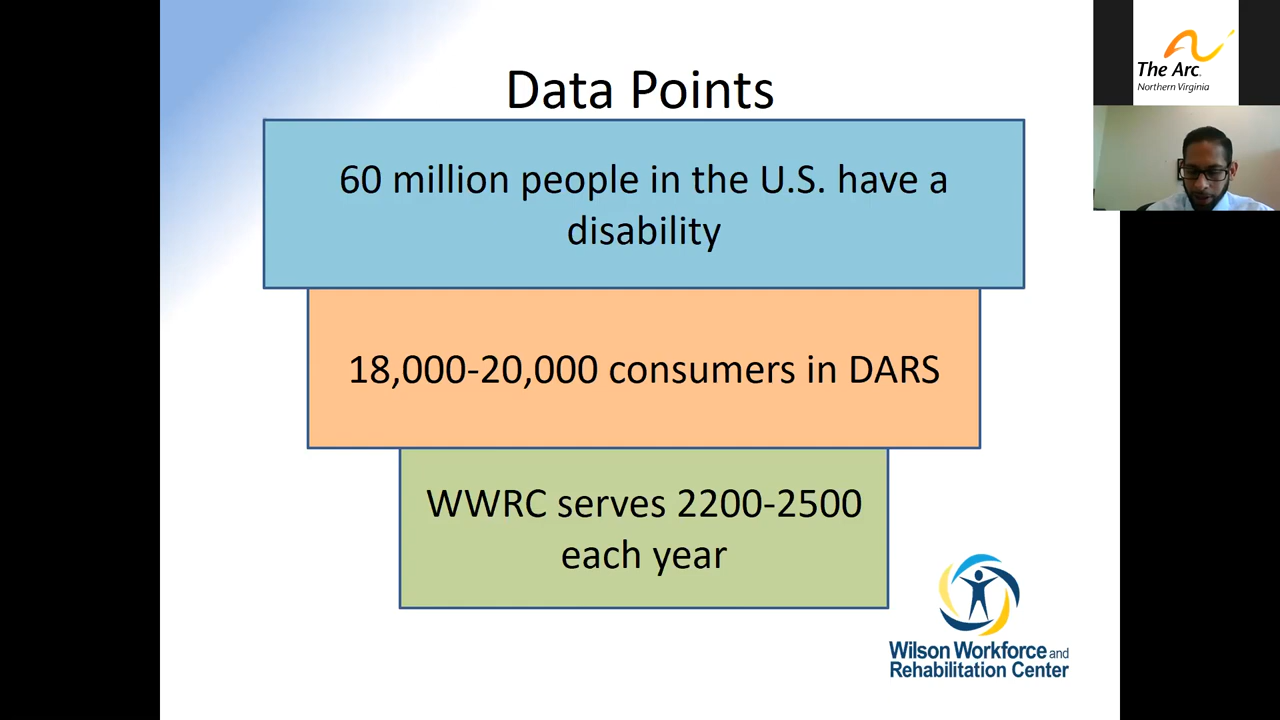 Data Points
60 million people in the U.S. have a
disability
18,000-20,000 consumers in DARS
WWRC serves 2200-2500
each year
Wilson Workforce and
Rehabilitation Center
The Arc.
Northern Virginia